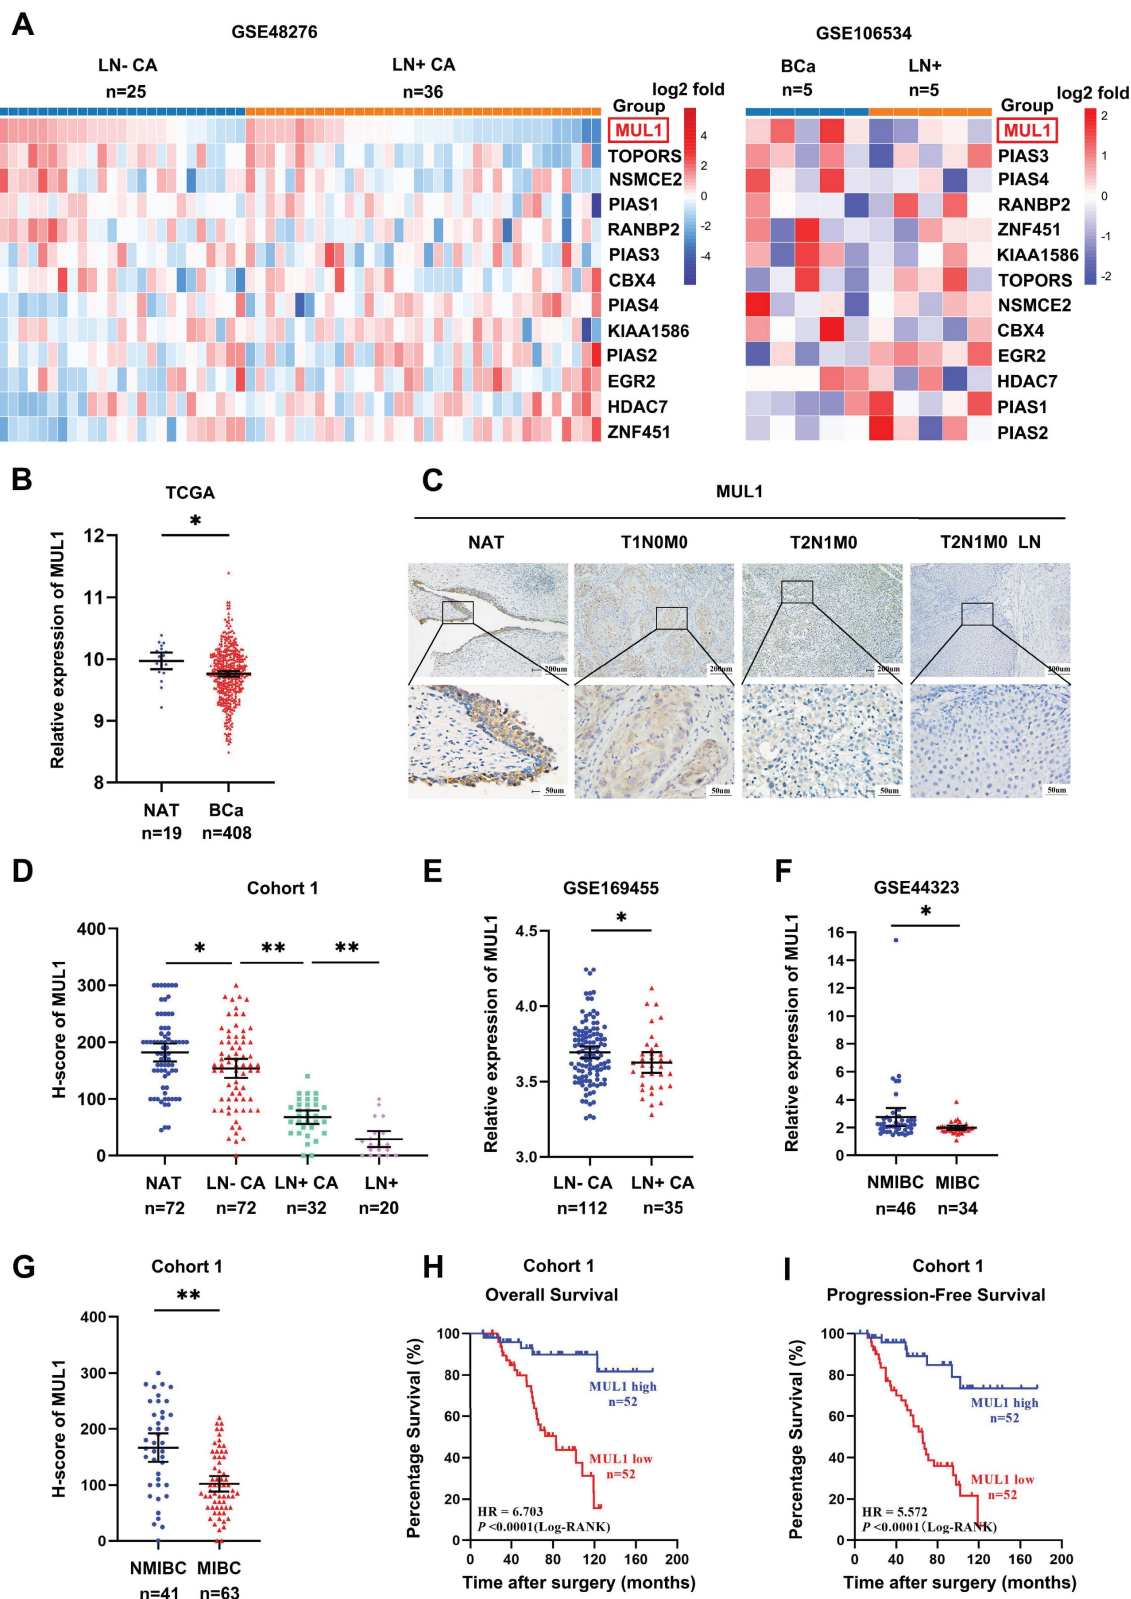 A
GSE48276
LN- CA
n=25
LN+ CA
n=36
log2 fold
Group
MUL1
TOPORS
NSMCE2
PIAS1
RANBP2
PIAS3
CBX4
PIAS4
KIAA1586
PIAS2
EGR2
HDAC7
ZNF451
4
2
0
-2
-4
GSE106534
BCa
n=5
LN+
n=5
log2 fold
Group
MUL1
PIAS3
PIAS4
RANBP2
ZNF451
KIAA1586
TOPORS
NSMCE2
CBX4
EGR2
HDAC7
PIAS1
PIAS2
2
1
0
-1
-2
B
TCGA
*
Relative expression of MUL1
12
11
10
9
8
NAT
n=19
BCa
n=408
C
MUL1
NAT
T1N0M0
T2N1M0
T2N1M0 LN
200um
200um
200um
200um
50um
50um
50um
50um
D
Cohort 1
H-score of MUL1
400
300
200
100
0
*
**
**
NAT
n=72
LN- CA
n=72
LN+ CA
n=32
LN+
n=20
E
GSE169455
*
Relative expression of MUL1
4.5
4.0
3.5
3.0
LN- CA
n=112
LN+ CA
n=35
F
GSE44323
*
Relative expression of MUL1
16
14
12
10
8
6
4
2
0
NMIBC
n=46
MIBC
n=34
G
Cohort 1
**
H-score of MUL1
400
300
200
100
0
NMIBC
n=41
MIBC
n=63
H
Cohort 1
Overall Survival
Percentage Survival (%)
100
80
60
40
20
0
MUL1 high
n=52
MUL1 low
n=52
HR = 6.703
P <0.0001(Log-RANK)
0 40 80 120 160 200
Time after surgery (months)
I
Cohort 1
Progression-Free Survival
Percentage Survival (%)
100
80
60
40
20
0
MUL1 high
n=52
MUL1 low
n=52
HR = 5.572
P <0.0001(Log-RANK)
0 40 80 120 160 200
Time after surgery (months)